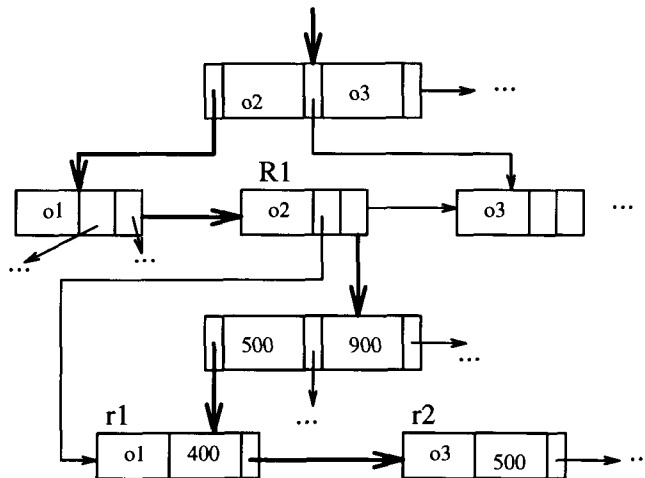 o2 o3 ...
R1
o1 o2 o3 ...
... ...
500 900 ...
...
r1 r2
o1 400 o3 500 ..